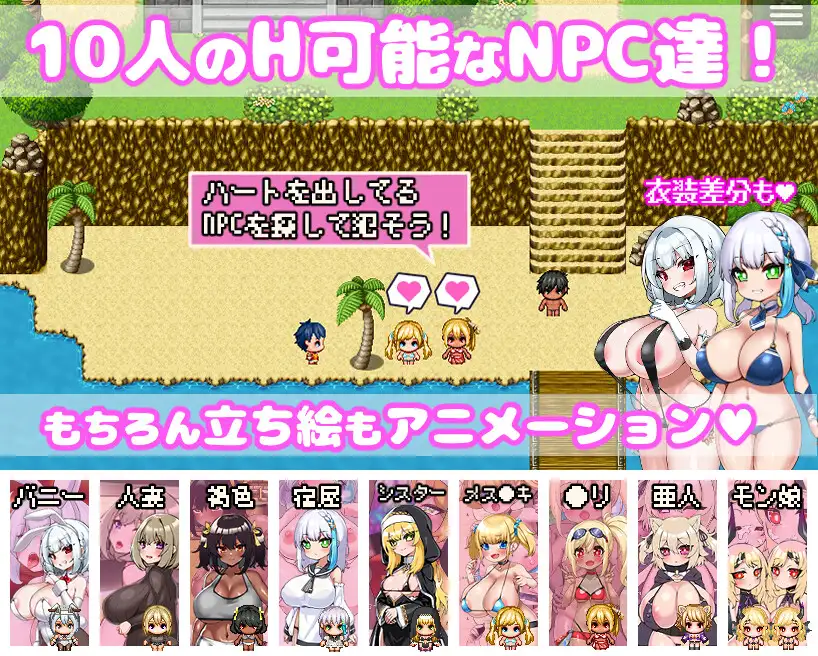 10人のH可能なNPC達！
ハートを出してる
NPCを探して犯そう！
衣装差分も♥
もちろん立ち絵もアニメーション♥
バニー
人妻
褐色
宿屋
シスター
メス●キ
●リ
亜人
モン娘